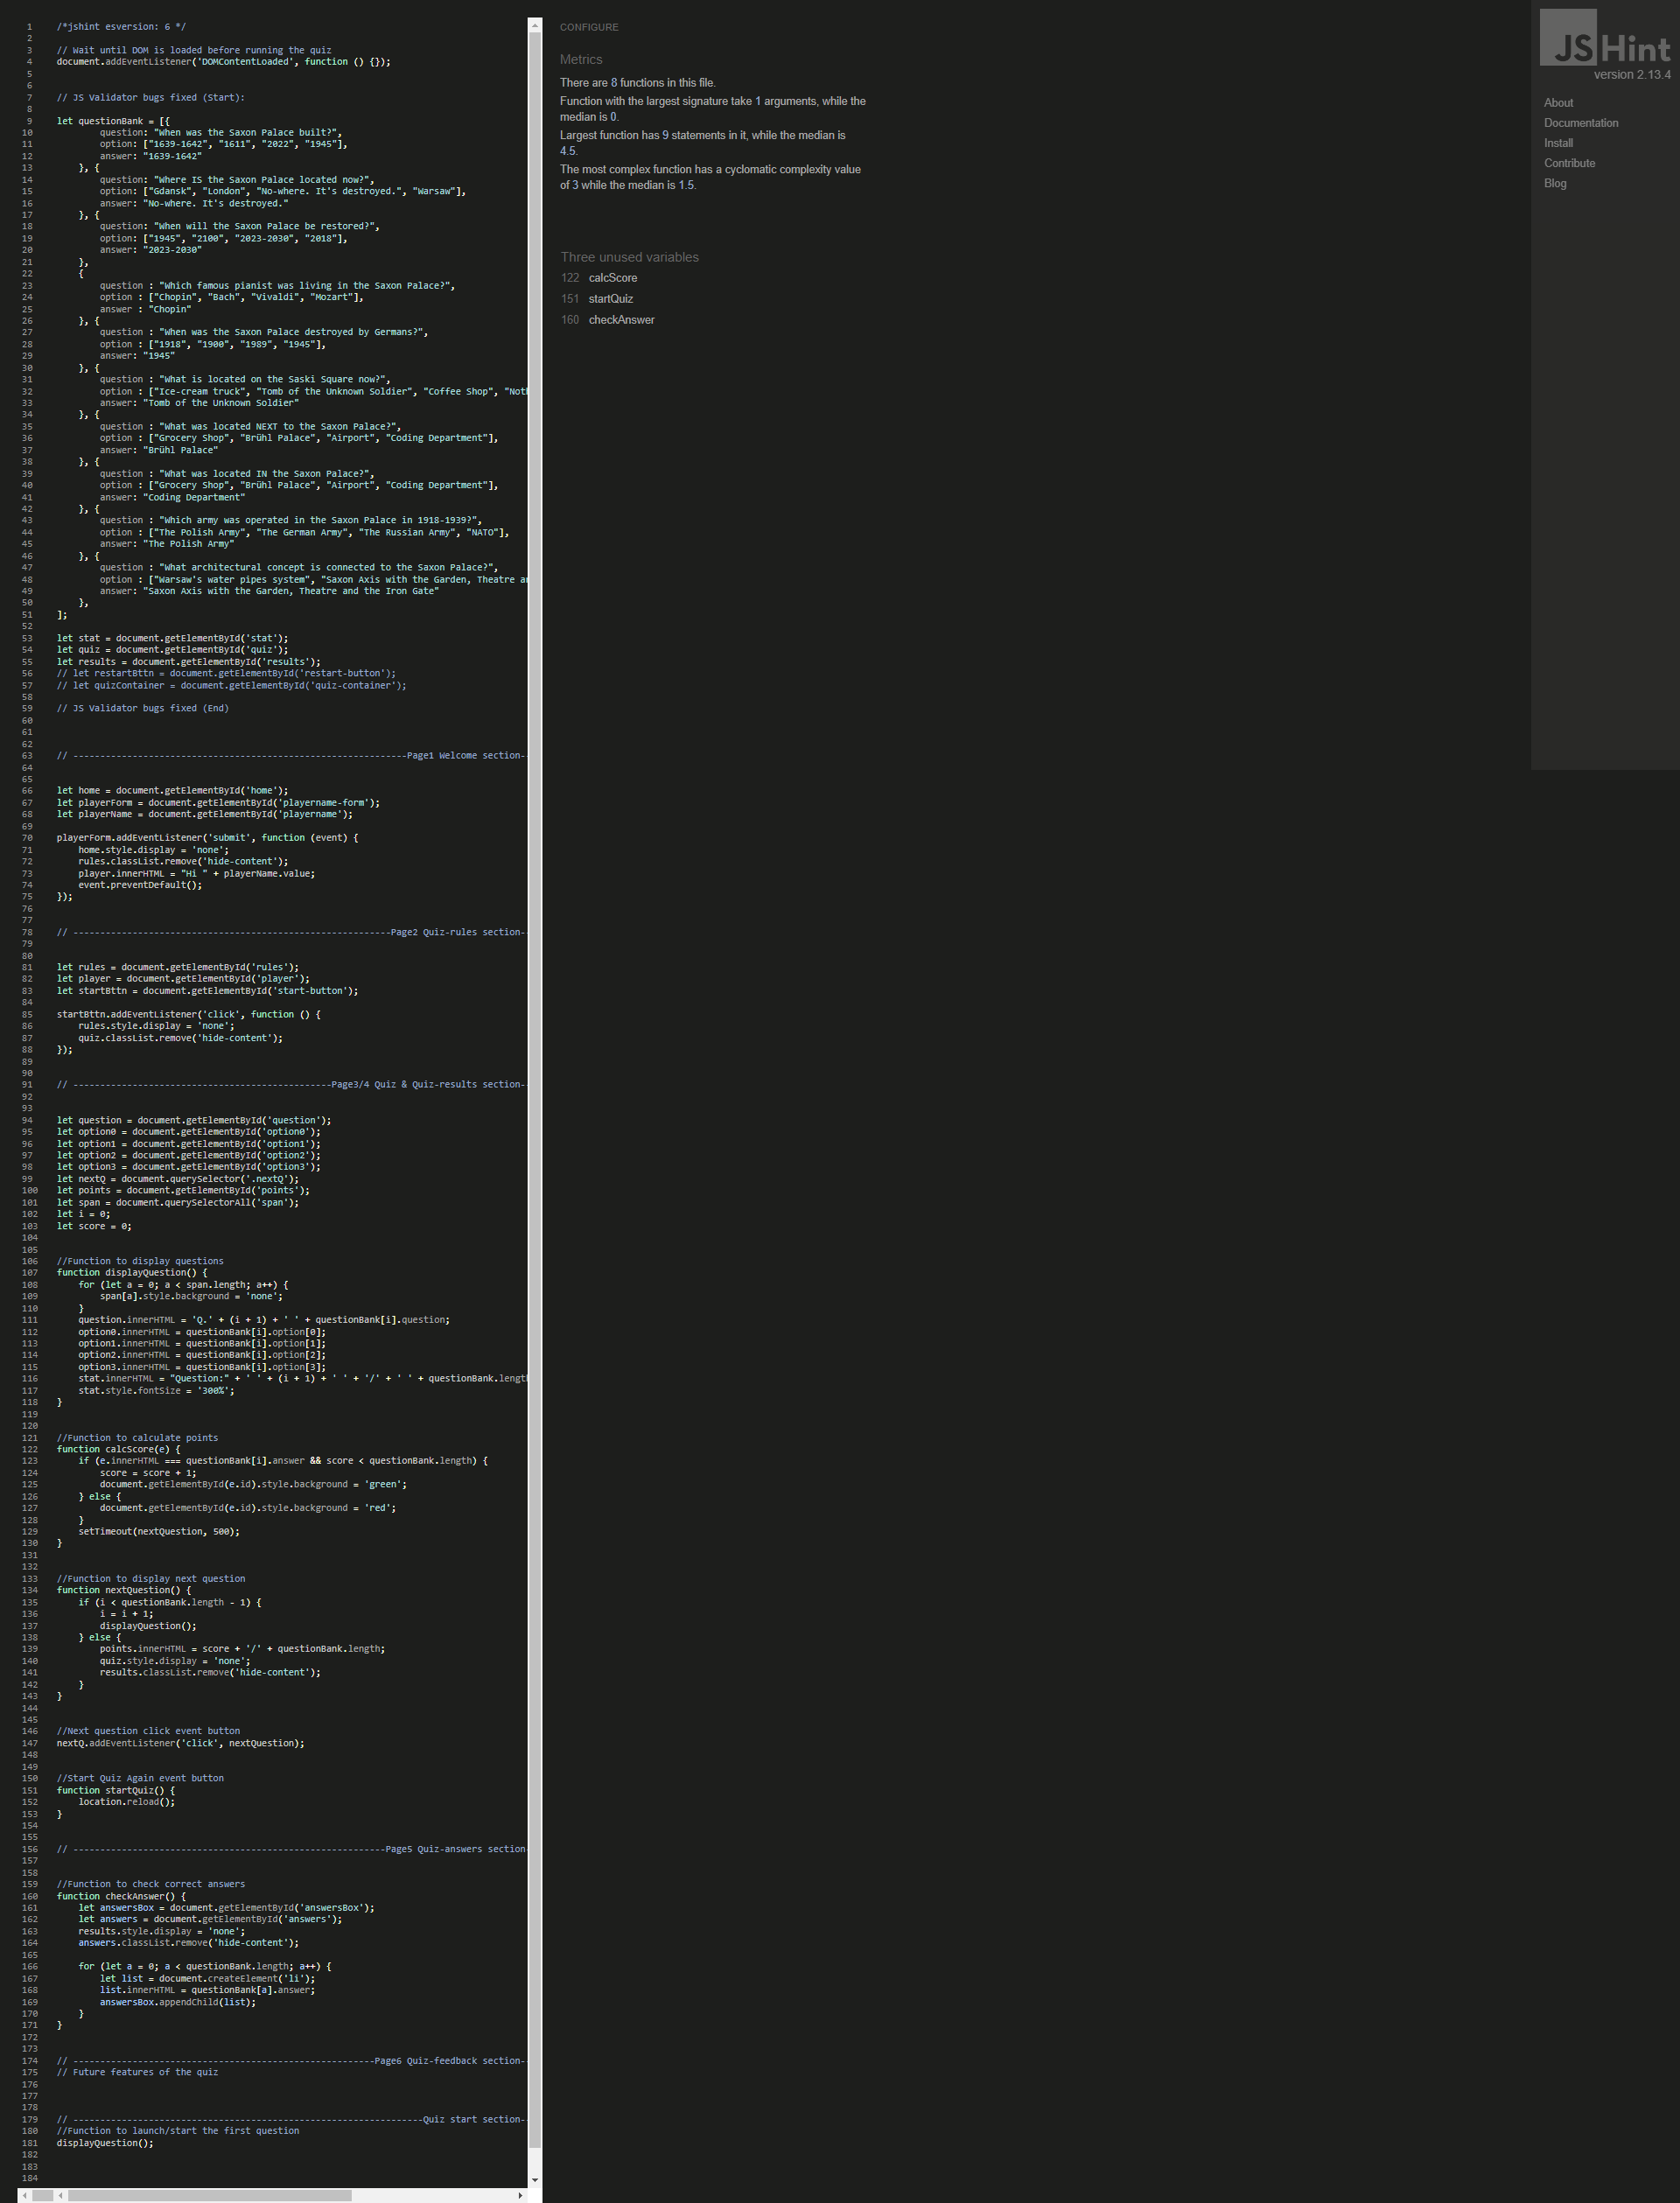 1 /*jshint esversion: 6 */
2
3 // Wait until DOM is loaded before running the quiz
4 document.addEventListener('DOMContentLoaded', function () {});
5
6
7 // JS Validator bugs fixed (Start):
8
9 let questionBank = [{
10 question: "When was the Saxon Palace built?",
11 option: ["1639-1642", "1611", "2022", "1945"],
12 answer: "1639-1642"
13 }, {
14 question: "Where IS the Saxon Palace located now?",
15 option: ["Gdansk", "London", "No-where. It's destroyed.", "Warsaw"],
16 answer: "No-where. It's destroyed."
17 }, {
18 question: "When will the Saxon Palace be restored?",
19 option: ["1945", "2100", "2023-2030", "2018"],
20 answer: "2023-2030"
21 },
22 {
23 question : "Which famous pianist was living in the Saxon Palace?",
24 option : ["Chopin", "Bach", "Vivaldi", "Mozart"],
25 answer : "Chopin"
26 }, {
27 question : "When was the Saxon Palace destroyed by Germans?",
28 option : ["1918", "1900", "1989", "1945"],
29 answer: "1945"
30 }, {
31 question : "What is located on the Saski Square now?",
32 option : ["Ice-cream truck", "Tomb of the Unknown Soldier", "Coffee Shop", "Noth
33 answer: "Tomb of the Unknown Soldier"
34 }, {
35 question : "What was located NEXT to the Saxon Palace?",
36 option : ["Grocery Shop", "Brühl Palace", "Airport", "Coding Department"],
37 answer: "Brühl Palace"
38 }, {
39 question : "What was located IN the Saxon Palace?",
40 option : ["Grocery Shop", "Brühl Palace", "Airport", "Coding Department"],
41 answer: "Coding Department"
42 }, {
43 question : "Which army was operated in the Saxon Palace in 1918-1939?",
44 option : ["The Polish Army", "The German Army", "The Russian Army", "NATO"],
45 answer: "The Polish Army"
46 }, {
47 question : "What architectural concept is connected to the Saxon Palace?",
48 option : ["Warsaw's water pipes system", "Saxon Axis with the Garden, Theatre a
49 answer: "Saxon Axis with the Garden, Theatre and the Iron Gate"
50 },
51 ];
52
53 let stat = document.getElementById('stat');
54 let quiz = document.getElementById('quiz');
55 let results = document.getElementById('results');
56 // let restartBttn = document.getElementById('restart-button');
57 // let quizContainer = document.getElementById('quiz-container');
58
59 // JS Validator bugs fixed (End)
60
61
62
63 // --------------------------------------------------------------Page1 Welcome section-
64
65
66 let home = document.getElementById('home');
67 let playerForm = document.getElementById('playername-form');
68 let playerName = document.getElementById('playername');
69
70 playerForm.addEventListener('submit', function (event) {
71 home.style.display = 'none';
72 rules.classList.remove('hide-content');
73 player.innerHTML = "Hi " + playerName.value;
74 event.preventDefault();
75 });
76
77
78 // -----------------------------------------------------------Page2 Quiz-rules section-
79
80
81 let rules = document.getElementById('rules');
82 let player = document.getElementById('player');
83 let startBttn = document.getElementById('start-button');
84
85 startBttn.addEventListener('click', function () {
86 rules.style.display = 'none';
87 quiz.classList.remove('hide-content');
88 });
89
90
91 // ------------------------------------------------Page3/4 Quiz & Quiz-results section-
92
93
94 let question = document.getElementById('question');
95 let option0 = document.getElementById('option0');
96 let option1 = document.getElementById('option1');
97 let option2 = document.getElementById('option2');
98 let option3 = document.getElementById('option3');
99 let nextQ = document.querySelector('.nextQ');
100 let points = document.getElementById('points');
101 let span = document.querySelectorAll('span');
102 let i = 0;
103 let score = 0;
104
105
106 //Function to display questions
107 function displayQuestion() {
108 for (let a = 0; a < span.length; a++) {
109 span[a].style.background = 'none';
110 }
111 question.innerHTML = 'Q.' + (i + 1) + ' ' + questionBank[i].question;
112 option0.innerHTML = questionBank[i].option[0];
113 option1.innerHTML = questionBank[i].option[1];
114 option2.innerHTML = questionBank[i].option[2];
115 option3.innerHTML = questionBank[i].option[3];
116 stat.innerHTML = "Question:" + ' ' + (i + 1) + ' ' + '/' + ' ' + questionBank.length
117 stat.style.fontSize = '300%';
118 }
119
120
121 //Function to calculate points
122 function calcScore(e) {
123 if (e.innerHTML === questionBank[i].answer && score < questionBank.length) {
124 score = score + 1;
125 document.getElementById(e.id).style.background = 'green';
126 } else {
127 document.getElementById(e.id).style.background = 'red';
128 }
129 setTimeout(nextQuestion, 500);
130 }
131
132
133 //Function to display next question
134 function nextQuestion() {
135 if (i < questionBank.length - 1) {
136 i = i + 1;
137 displayQuestion();
138 } else {
139 points.innerHTML = score + '/' + questionBank.length;
140 quiz.style.display = 'none';
141 results.classList.remove('hide-content');
142 }
143 }
144
145
146 //Next question click event button
147 nextQ.addEventListener('click', nextQuestion);
148
149
150 //Start Quiz Again event button
151 function startQuiz() {
152 location.reload();
153 }
154
155
156 // ----------------------------------------------------------Page5 Quiz-answers section
157
158
159 //Function to check correct answers
160 function checkAnswer() {
161 let answersBox = document.getElementById('answersBox');
162 let answers = document.getElementById('answers');
163 results.style.display = 'none';
164 answers.classList.remove('hide-content');
165
166 for (let a = 0; a < questionBank.length; a++) {
167 let list = document.createElement('li');
168 list.innerHTML = questionBank[a].answer;
169 answersBox.appendChild(list);
170 }
171 }
172
173
174 // --------------------------------------------------------Page6 Quiz-feedback section-
175 // Future features of the quiz
176
177
178
179 // -----------------------------------------------------------------Quiz start section-
180 //Function to launch/start the first question
181 displayQuestion();
182
183
184
CONFIGURE
Metrics
There are 8 functions in this file.
Function with the largest signature take 1 arguments, while the
median is 0.
Largest function has 9 statements in it, while the median is
4.5.
The most complex function has a cyclomatic complexity value
of 3 while the median is 1.5.
Three unused variables
122 calcScore
151 startQuiz
160 checkAnswer
JSHint
version 2.13.4
About
Documentation
Install
Contribute
Blog